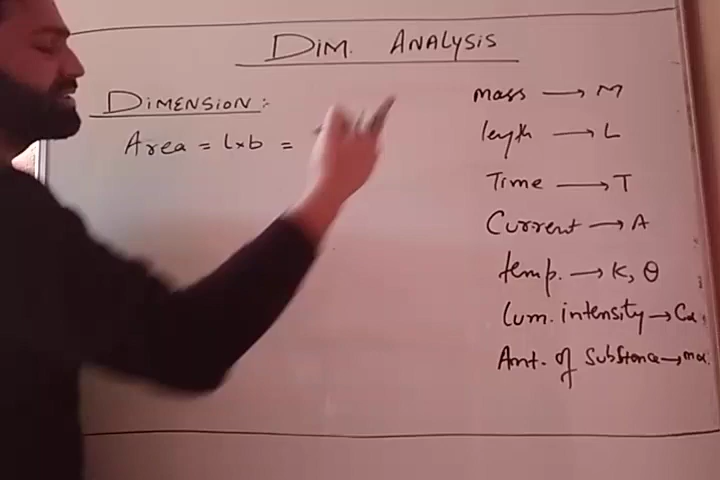 DIM. ANALYSIS
DIMENSION:-
Area = l×b =
mass → M
length → L
Time → T
Current → A
temp. → K, θ
Lum. intensity → Cd
Amt. of Substance → mol